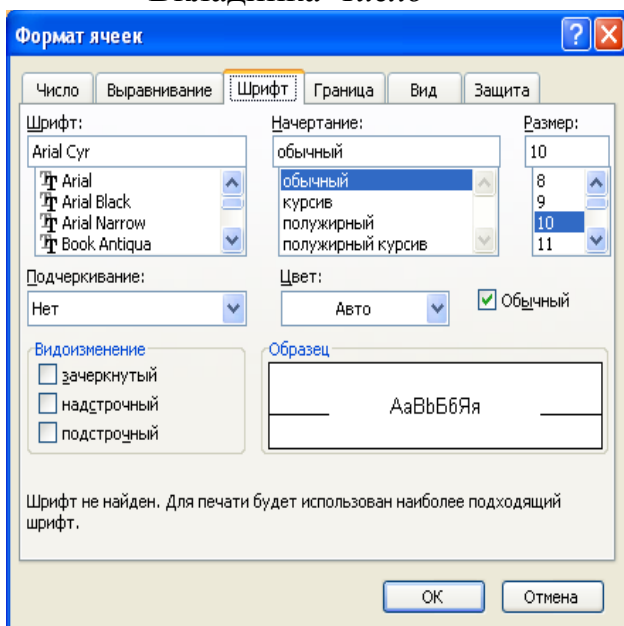 Вкладника Число
Формат ячеек
Число Выравнивание Шрифт Граница Вид Защита
Шрифт: Начертание: Размер:
Arial Cyr обычный 10
Arial обычный 8
Arial Black курсив 9
Arial Narrow полужирный 10
Book Antiqua полужирный курсив 11
Подчеркивание: Цвет:
Нет Авто Обычный
Видоизменение Образец
зачеркнутый
надстрочный АаВbБбЯя
подстрочный
Шрифт не найден. Для печати будет использован наиболее подходящий
шрифт.
ОК Отмена